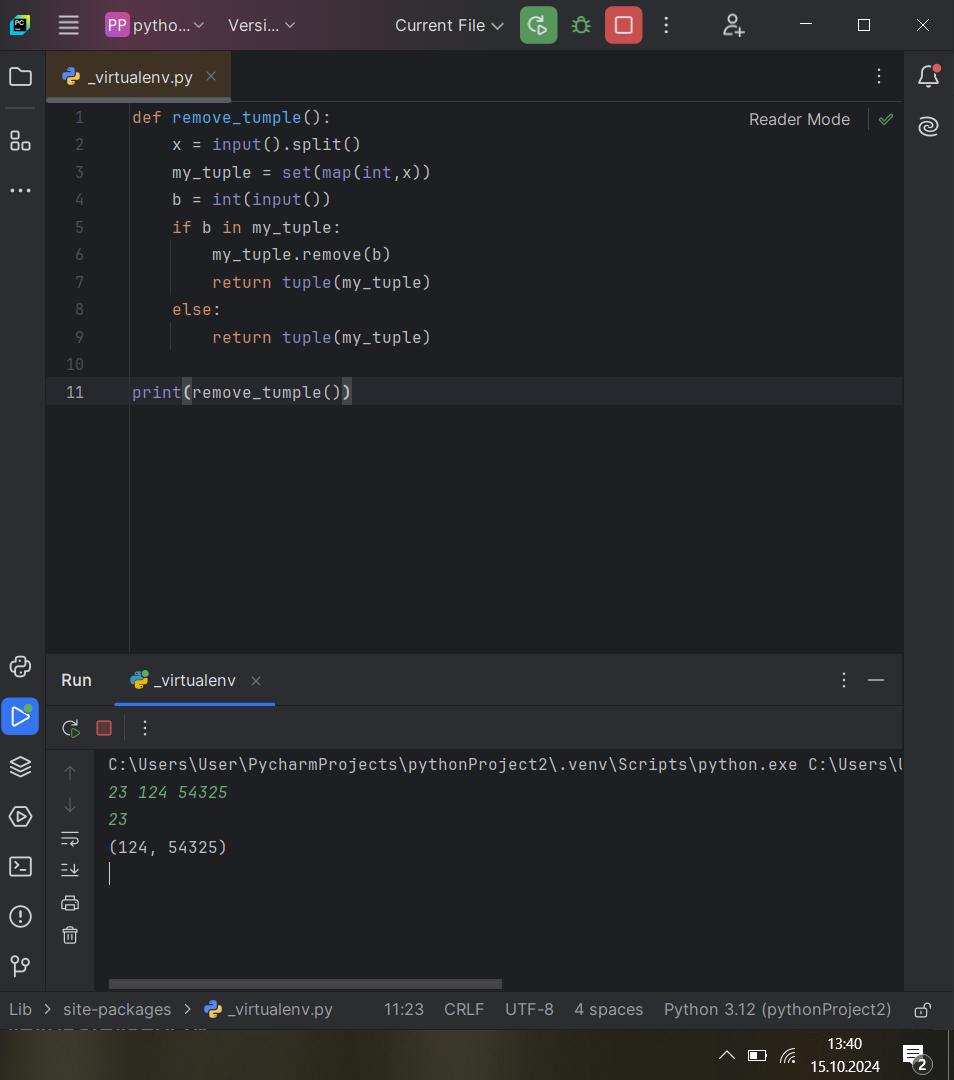 PP pytho... Versi... Current File
_virtualenv.py
Reader Mode
1 def remove_tumple():
2 x = input().split()
3 my_tuple = set(map(int,x))
4 b = int(input())
5 if b in my_tuple:
6 my_tuple.remove(b)
7 return tuple(my_tuple)
8 else:
9 return tuple(my_tuple)
10
11 print(remove_tumple())
Run _virtualenv
C:\Users\User\PycharmProjects\pythonProject2\.venv\Scripts\python.exe C:\Users\
23 124 54325
23
(124, 54325)
Lib > site-packages > _virtualenv.py 11:23 CRLF UTF-8 4 spaces Python 3.12 (pythonProject2)
13:40
15.10.2024
2